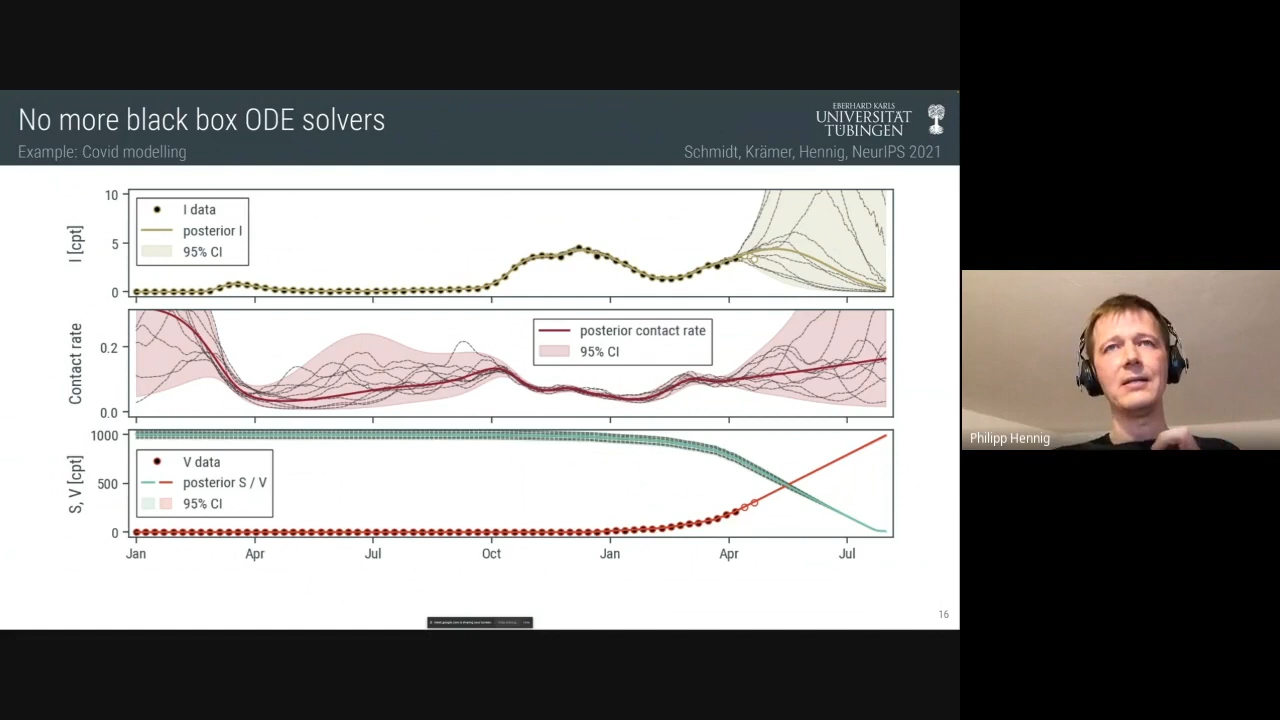 No more black box ODE solvers
EBERHARD KARLS
UNIVERSITÄT
TÜBINGEN
Example: Covid modelling
Schmidt, Krämer, Hennig, NeurIPS 2021
I [cpt]
10
5
0
I data
posterior I
95% CI
Contact rate
0.2
0.0
posterior contact rate
95% CI
S, V [cpt]
1000
500
0
V data
posterior S / V
95% CI
Jan Apr Jul Oct Jan Apr Jul
16
Philipp Hennig